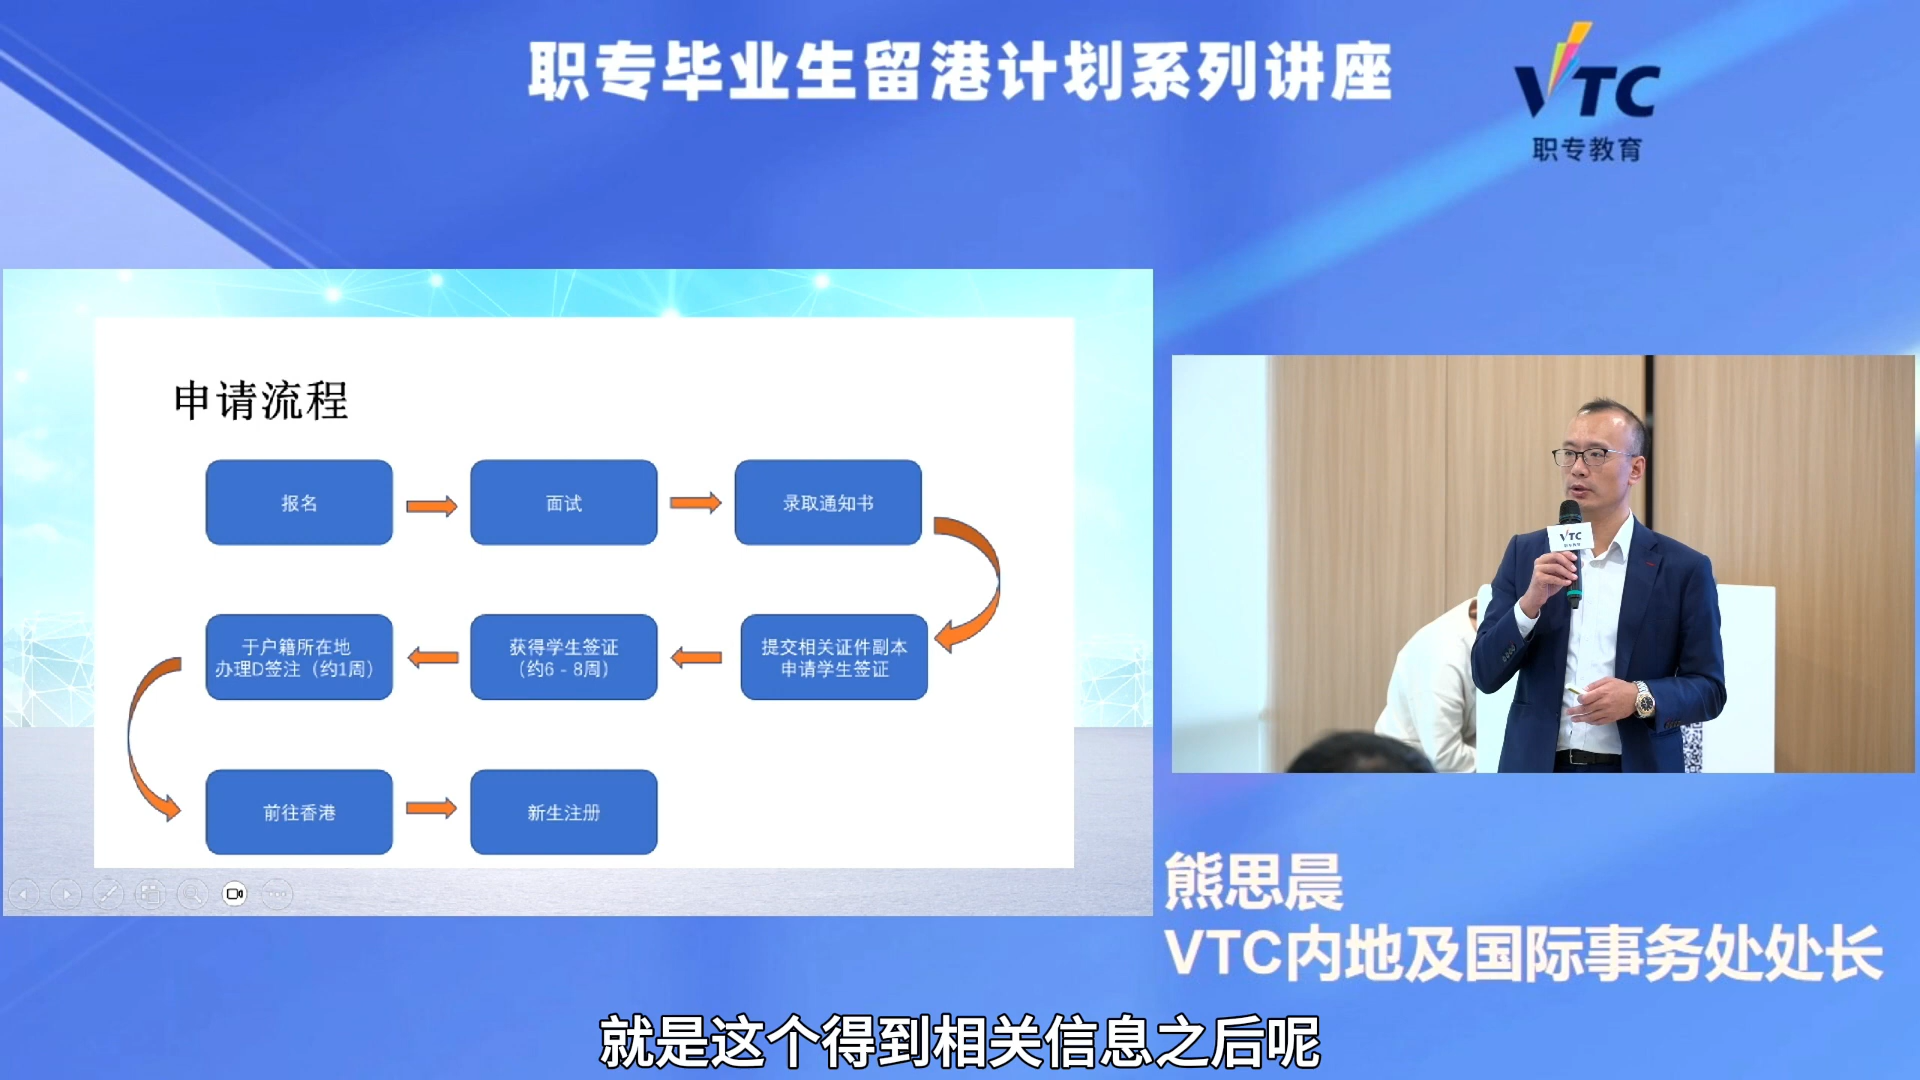 职专毕业生留港计划系列讲座
VTC
职专教育
申请流程
报名
面试
录取通知书
提交相关证件副本
申请学生签证
获得学生签证
（约6 - 8周）
于户籍所在地
办理D签注（约1周）
前往香港
新生注册
VTC
熊思晨
VTC内地及国际事务处处长
就是这个得到相关信息之后呢